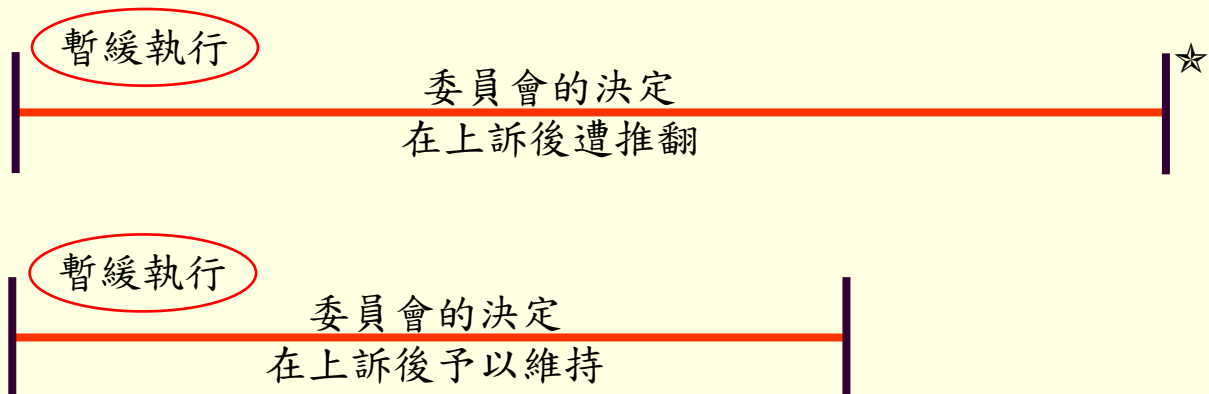 暫緩執行
委員會的決定
在上訴後遭推翻
暫緩執行
委員會的決定
在上訴後予以維持